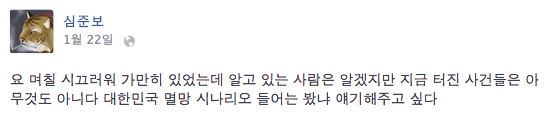 심준보
1월 22일
요 며칠 시끄러워 가만히 있었는데 알고 있는 사람은 알겠지만 지금 터진 사건들은 아
무것도 아니다 대한민국 멸망 시나리오 들어는 봤냐 얘기해주고 싶다